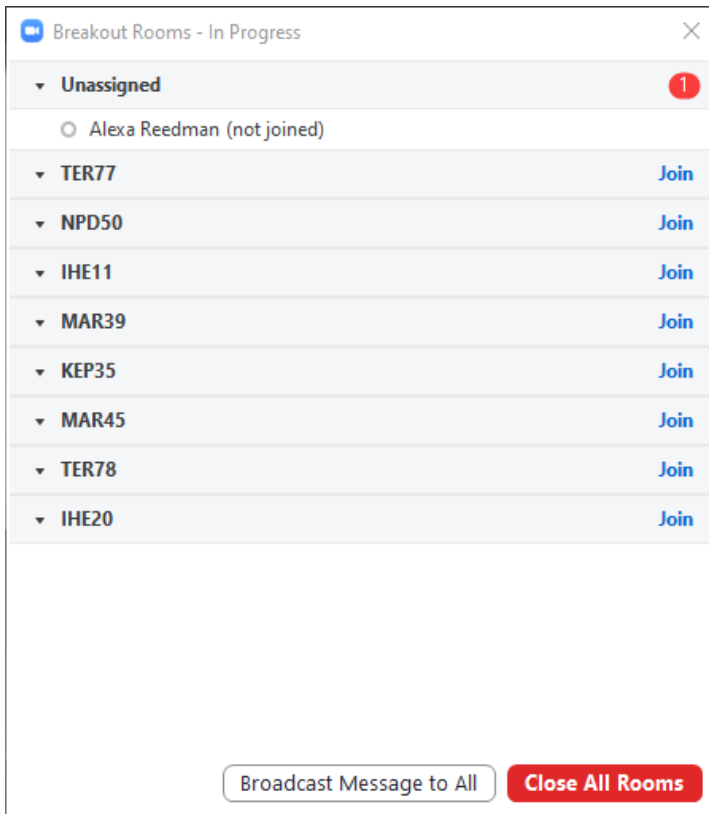 Breakout Rooms - In Progress
Unassigned 1
Alexa Reedman (not joined)
TER77 Join
NPD50 Join
IHE11 Join
MAR39 Join
KEP35 Join
MAR45 Join
TER78 Join
IHE20 Join
Broadcast Message to All Close All Rooms